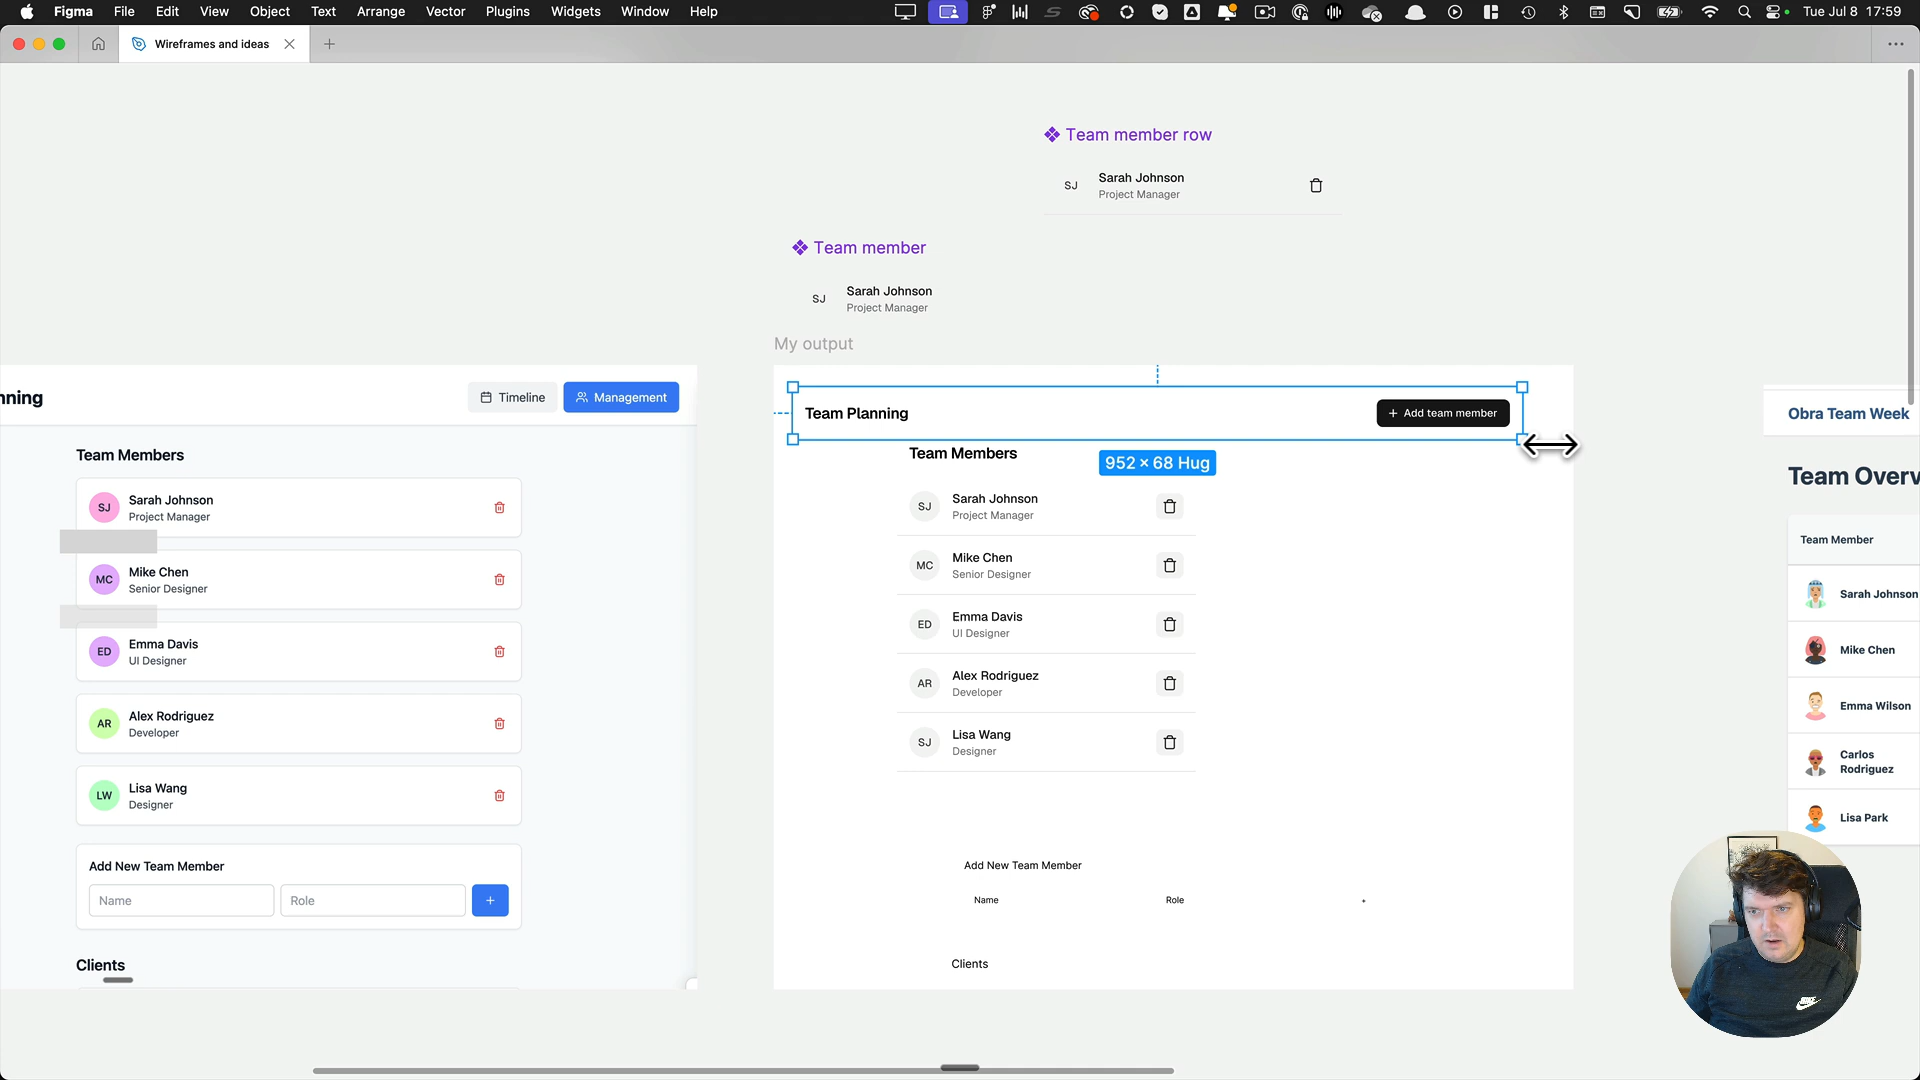 Figma File Edit View Object Text Arrange Vector Plugins Widgets Window Help Tue Jul 8 17:59
Wireframes and ideas
Team member row
SJ Sarah Johnson
Project Manager
Team member
SJ Sarah Johnson
Project Manager
My output
nning
Timeline
Management
Team Members
SJ Sarah Johnson
Project Manager
MC Mike Chen
Senior Designer
ED Emma Davis
UI Designer
AR Alex Rodriguez
Developer
LW Lisa Wang
Designer
Add New Team Member
Name
Role
+
Clients
Team Planning
+ Add team member
952 × 68 Hug
Team Members
SJ Sarah Johnson
Project Manager
MC Mike Chen
Senior Designer
ED Emma Davis
UI Designer
AR Alex Rodriguez
Developer
SJ Lisa Wang
Designer
Add New Team Member
Name
Role
+
Clients
Obra Team Week
Team Overv
Team Member
Sarah Johnson
Mike Chen
Emma Wilson
Carlos
Rodriguez
Lisa Park